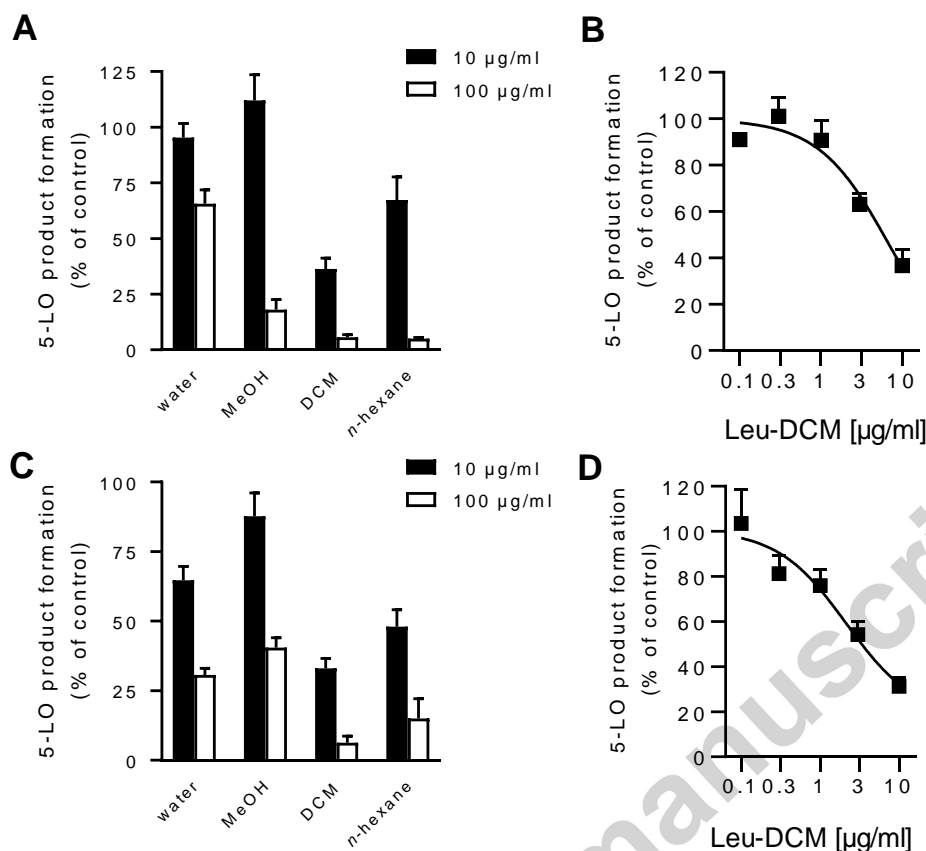 A
10 µg/ml
100 µg/ml
5-LO product formation
(% of control)
125
100
75
50
25
0
water
MeOH
DCM
n-hexane
B
5-LO product formation
(% of control)
120
100
80
60
40
20
0
0.1 0.3 1 3 10
Leu-DCM [µg/ml]
C
10 µg/ml
100 µg/ml
5-LO product formation
(% of control)
100
75
50
25
0
water
MeOH
DCM
n-hexane
D
5-LO product formation
(% of control)
120
100
80
60
40
20
0
0.1 0.3 1 3 10
Leu-DCM [µg/ml]
manuscri